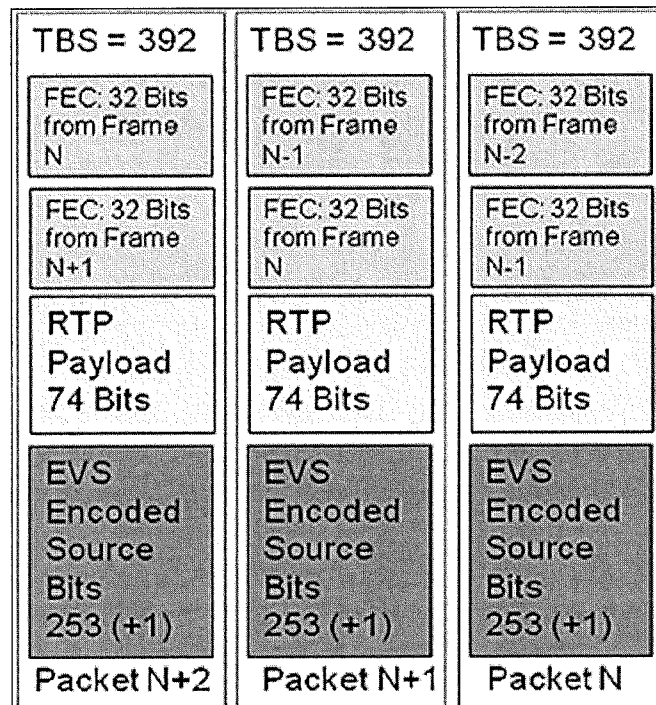 TBS = 392
FEC: 32 Bits
from Frame
N
FEC: 32 Bits
from Frame
N+1
RTP
Payload
74 Bits
EVS
Encoded
Source
Bits
253 (+1)
Packet N+2
TBS = 392
FEC: 32 Bits
from Frame
N-1
FEC: 32 Bits
from Frame
N
RTP
Payload
74 Bits
EVS
Encoded
Source
Bits
253 (+1)
Packet N+1
TBS = 392
FEC: 32 Bits
from Frame
N-2
FEC: 32 Bits
from Frame
N-1
RTP
Payload
74 Bits
EVS
Encoded
Source
Bits
253 (+1)
Packet N